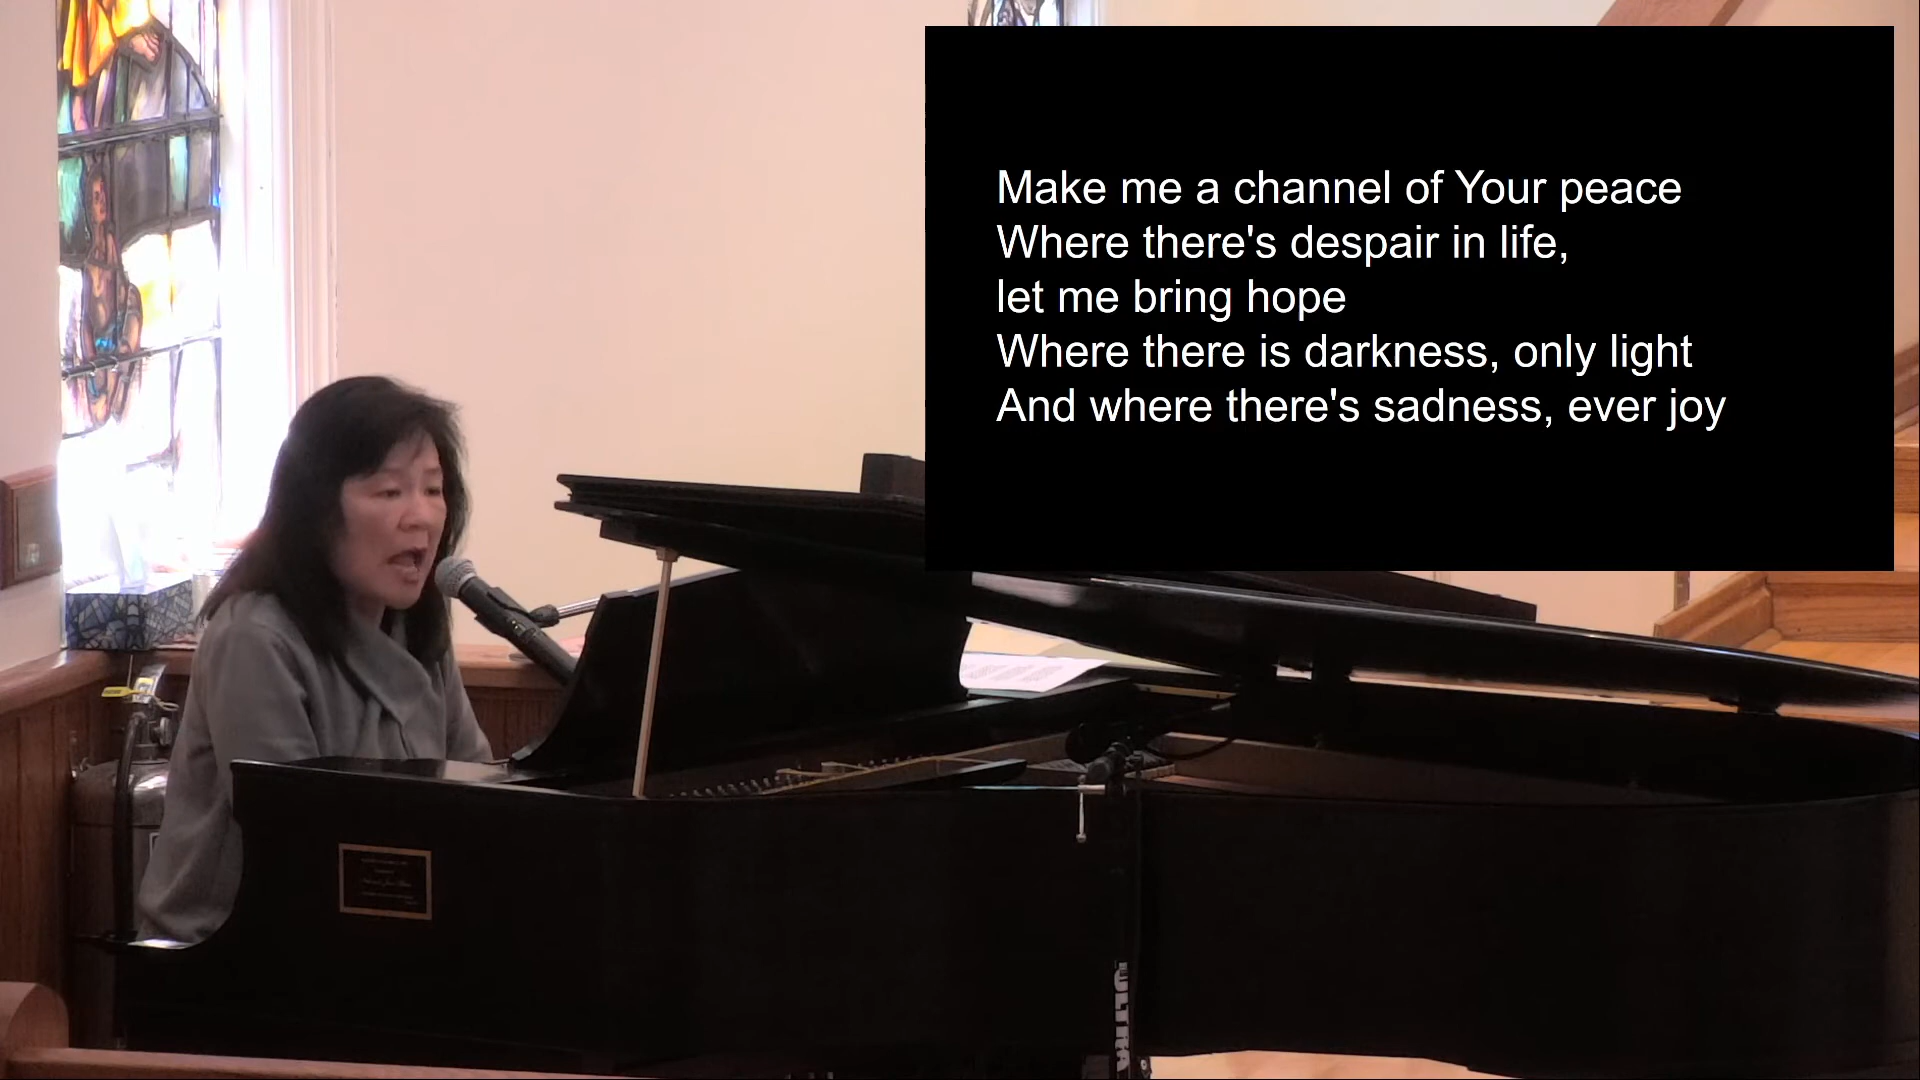 Make me a channel of Your peace
Where there's despair in life,
let me bring hope
Where there is darkness, only light
And where there's sadness, ever joy
ULTRA